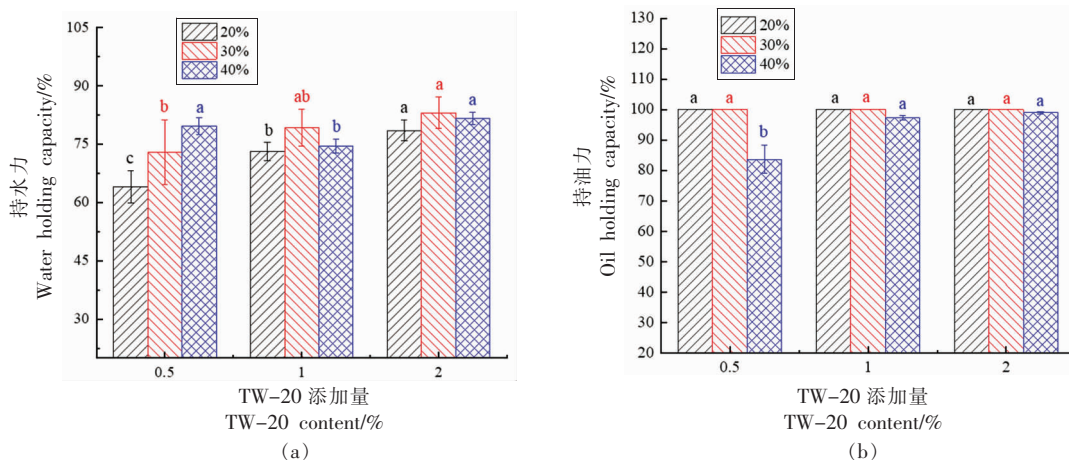 105
90
75
60
45
30
持水力
Water holding capacity/%
20%
30%
40%
c
b
a
b
ab
b
a
a
a
0.5
1
2
TW-20 添加量
TW-20 content/%
(a)
130
120
110
100
90
80
70
60
50
40
30
20
持油力
Oil holding capacity/%
20%
30%
40%
a
a
b
a
a
a
a
a
a
0.5
1
2
TW-20 添加量
TW-20 content/%
(b)